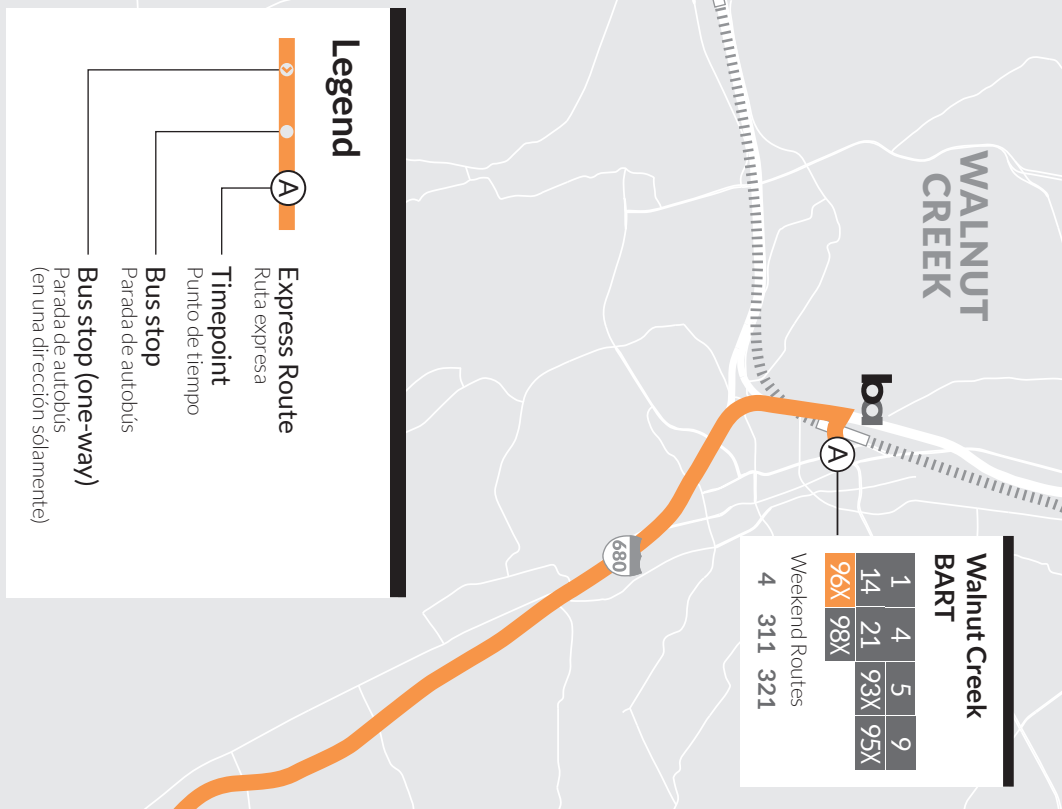 WALNUT
CREEK
ba
A
Walnut Creek
BART
1 4 5 9
14 21 93X 95X
96X 98X
Weekend Routes
4 311 321
680
Legend
A
Express Route
Ruta expresa
Timepoint
Punto de tiempo
Bus stop
Parada de autobús
Bus stop (one-way)
Parada de autobús
(en una dirección sólamente)